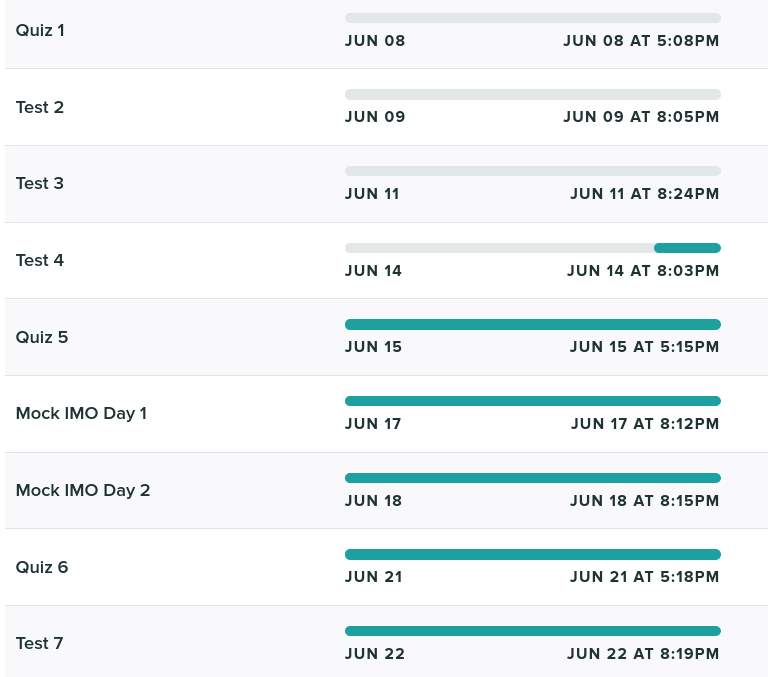 Quiz 1
JUN 08 JUN 08 AT 5:08PM
Test 2
JUN 09 JUN 09 AT 8:05PM
Test 3
JUN 11 JUN 11 AT 8:24PM
Test 4
JUN 14 JUN 14 AT 8:03PM
Quiz 5
JUN 15 JUN 15 AT 5:15PM
Mock IMO Day 1
JUN 17 JUN 17 AT 8:12PM
Mock IMO Day 2
JUN 18 JUN 18 AT 8:15PM
Quiz 6
JUN 21 JUN 21 AT 5:18PM
Test 7
JUN 22 JUN 22 AT 8:19PM